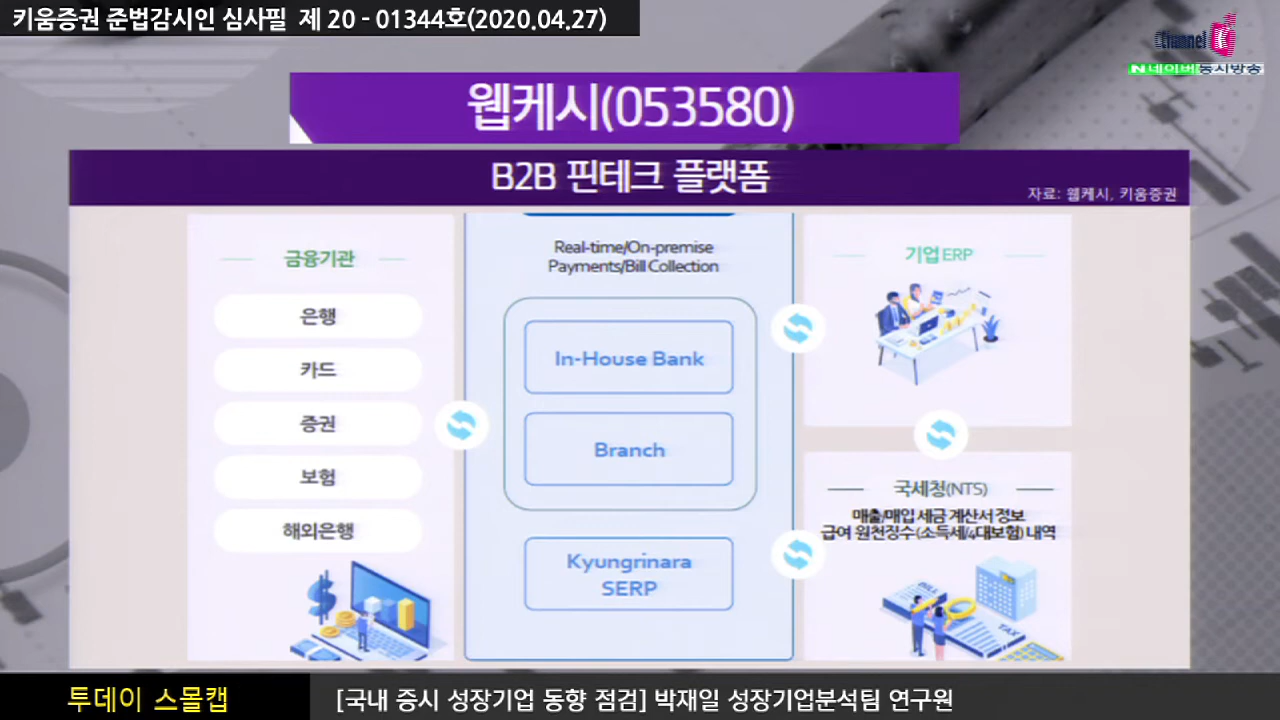 키움증권 준법감시인 심사필 제 20 - 01344호(2020.04.27)
Channel K
N 네이버 동시방송
웹케시(053580)
B2B 핀테크 플랫폼
자료: 웹케시, 키움증권
금융기관
은행
카드
증권
보험
해외은행
Real-time/On-premise
Payments/Bill Collection
In-House Bank
Branch
Kyungrinara
SERP
기업 ERP
국세청(NTS)
매출/매입 세금 계산서 정보
급여 원천징수 (소득세/4대보험) 내역
BILL
TAX
투데이 스몰캡
[국내 증시 성장기업 동향 점검] 박재일 성장기업분석팀 연구원